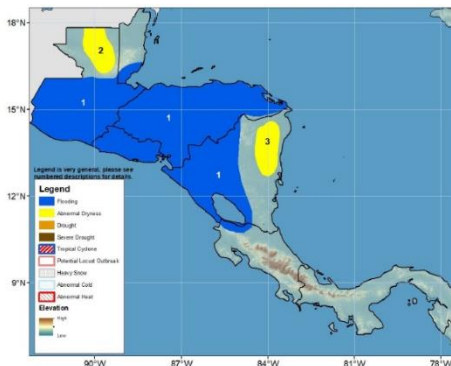 18°N
2
15°N
1
1
3
1
Legend is very general, please see
numbered descriptions for details.
12°N
Legend
Flooding
Abnormal Dryness
Drought
Severe Drought
Tropical Cyclone
Potential Locust Outbreak
Heavy Snow
Abnormal Cold
Abnormal Heat
9°N
Elevation
High
Low
90°W
87°W
84°W
81°W
78°W